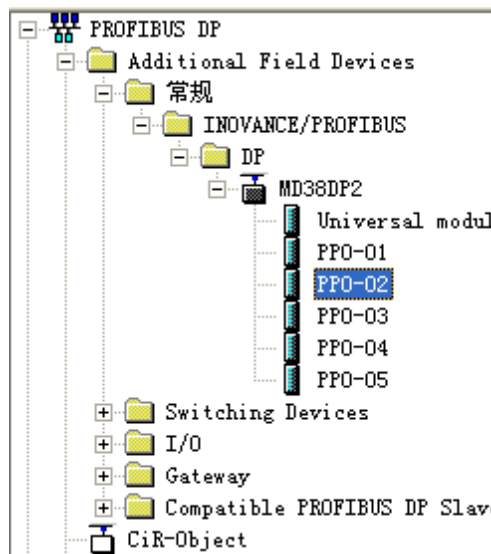 PROFIBUS DP
Additional Field Devices
常规
INOVANCE/PROFIBUS
DP
MD38DP2
Universal modul
PPO-01
PPO-02
PPO-03
PPO-04
PPO-05
Switching Devices
I/O
Gateway
Compatible PROFIBUS DP Slav
CiR-Object